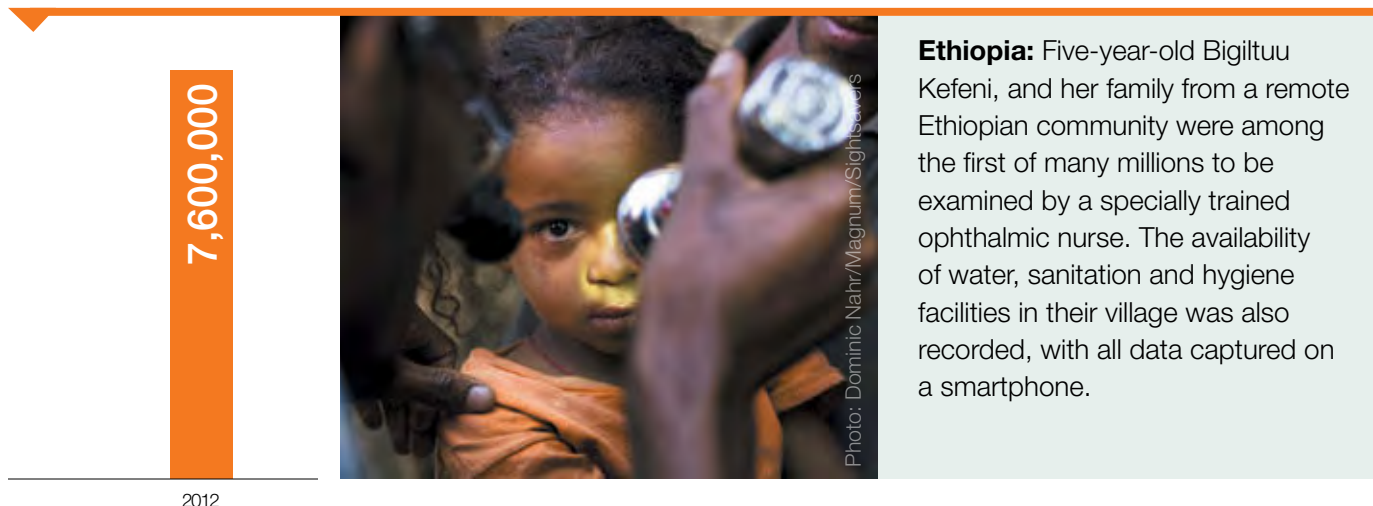 7,600,000
2012
Photo: Dominic Nahr/Magnum/Sightsavers
Ethiopia: Five-year-old Bigiltuu
Kefeni, and her family from a remote
Ethiopian community were among
the first of many millions to be
examined by a specially trained
ophthalmic nurse. The availability
of water, sanitation and hygiene
facilities in their village was also
recorded, with all data captured on
a smartphone.